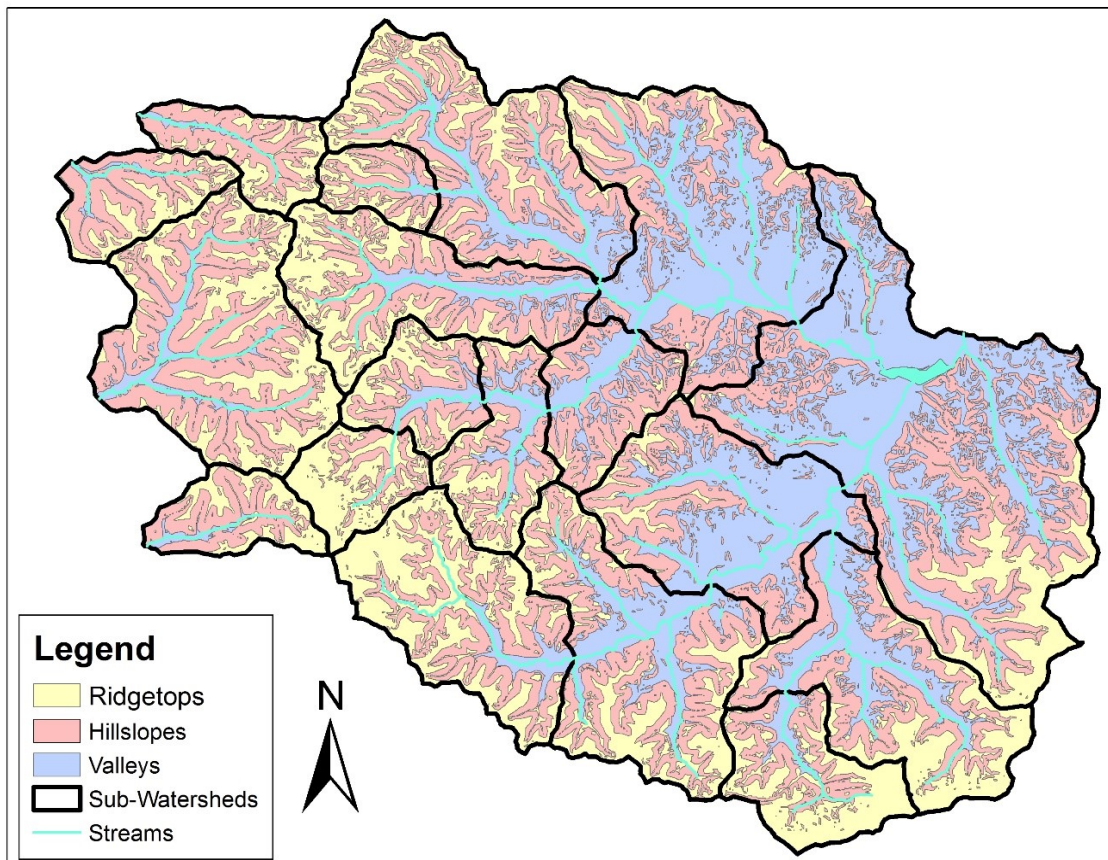 Legend
Ridgetops
Hillslopes
Valleys
Sub-Watersheds
Streams
N